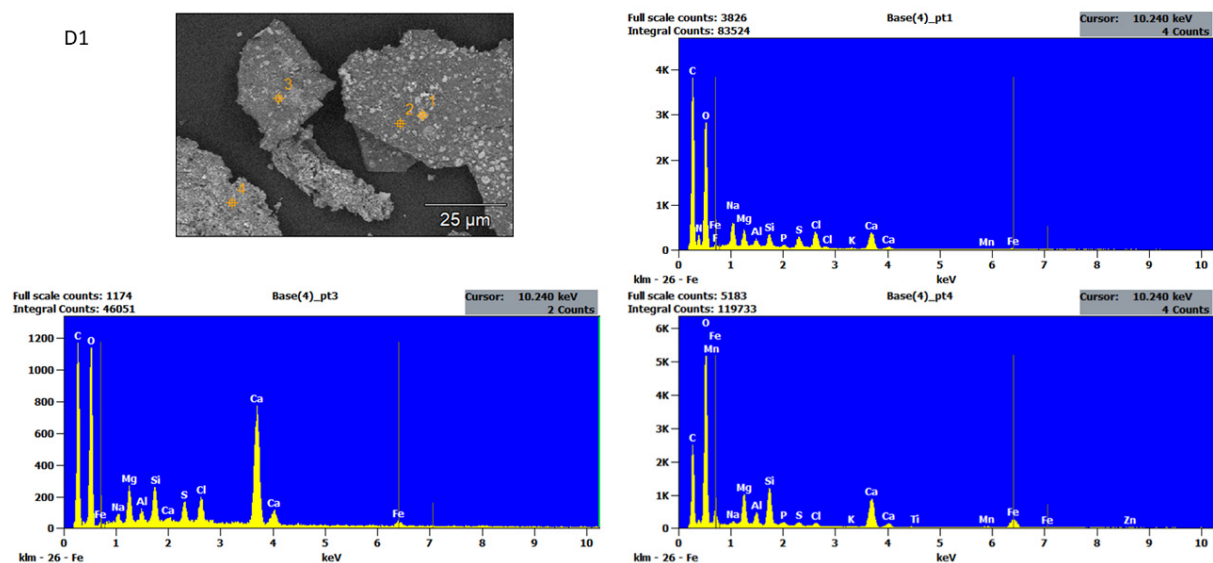 D1
3
2 1
4
25 µm
Full scale counts: 3826
Integral Counts: 83524
Base(4)_pt1
Cursor: 10.240 keV
4 Counts
4K
3K
2K
1K
0
C
O
N
Fe
F
Na
Mg
Al
Si
P
S
Cl
Cl
K
Ca
Ca
Mn
Fe
0 1 2 3 4 5 6 7 8 9 10
klm - 26 - Fe
keV
Full scale counts: 1174
Integral Counts: 46051
Base(4)_pt3
Cursor: 10.240 keV
2 Counts
1200
1000
800
600
400
200
0
C
O
Fe
Na
Mg
Al
Si
Ca
S
Cl
Ca
Ca
Fe
0 1 2 3 4 5 6 7 8 9 10
klm - 26 - Fe
keV
Full scale counts: 5183
Integral Counts: 119733
Base(4)_pt4
Cursor: 10.240 keV
4 Counts
6K
5K
4K
3K
2K
1K
0
C
O
Fe
Mn
Na
Mg
Al
Si
P
S
Cl
K
Ca
Ca
Ti
Mn
Fe
Fe
Zn
0 1 2 3 4 5 6 7 8 9 10
klm - 26 - Fe
keV